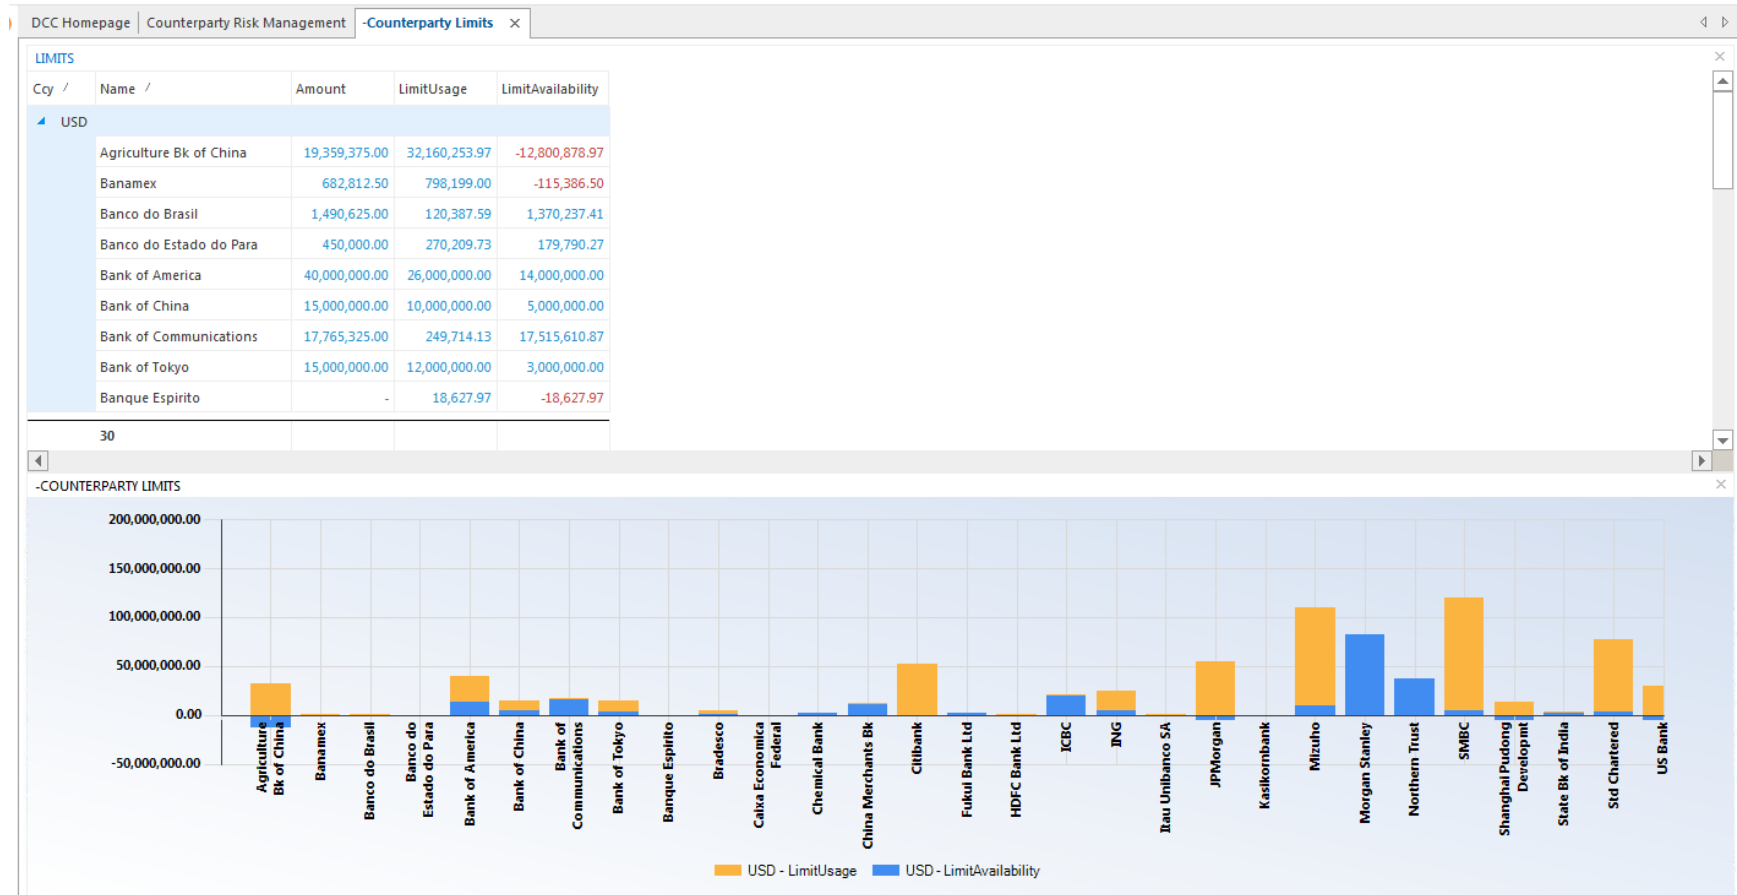 DCC Homepage Counterparty Risk Management -Counterparty Limits ×
LIMITS
Ccy / Name / Amount LimitUsage LimitAvailability
USD
Agriculture Bk of China 19,359,375.00 32,160,253.97 -12,800,878.97
Banamex 682,812.50 798,199.00 -115,386.50
Banco do Brasil 1,490,625.00 120,387.59 1,370,237.41
Banco do Estado do Para 450,000.00 270,209.73 179,790.27
Bank of America 40,000,000.00 26,000,000.00 14,000,000.00
Bank of China 15,000,000.00 10,000,000.00 5,000,000.00
Bank of Communications 17,765,325.00 249,714.13 17,515,610.87
Bank of Tokyo 15,000,000.00 12,000,000.00 3,000,000.00
Banque Espirito - 18,627.97 -18,627.97
30
-COUNTERPARTY LIMITS
200,000,000.00
150,000,000.00
100,000,000.00
50,000,000.00
0.00
-50,000,000.00
Agriculture
Bk of China
Banamex
Banco do Brasil
Banco do
Estado do Para
Bank of America
Bank of China
Bank of
Communications
Bank of Tokyo
Banque Espirito
Bradesco
Caixa Economica
Federal
Chemical Bank
China Merchants Bk
Citibank
Fukui Bank Ltd
HDFC Bank Ltd
ICBC
ING
Itau Unibanco SA
JPMorgan
Kasikornbank
Mizuho
Morgan Stanley
Northern Trust
SMBC
Shanghai Pudong
Developmt
State Bk of India
Std Chartered
US Bank
USD - LimitUsage USD - LimitAvailability